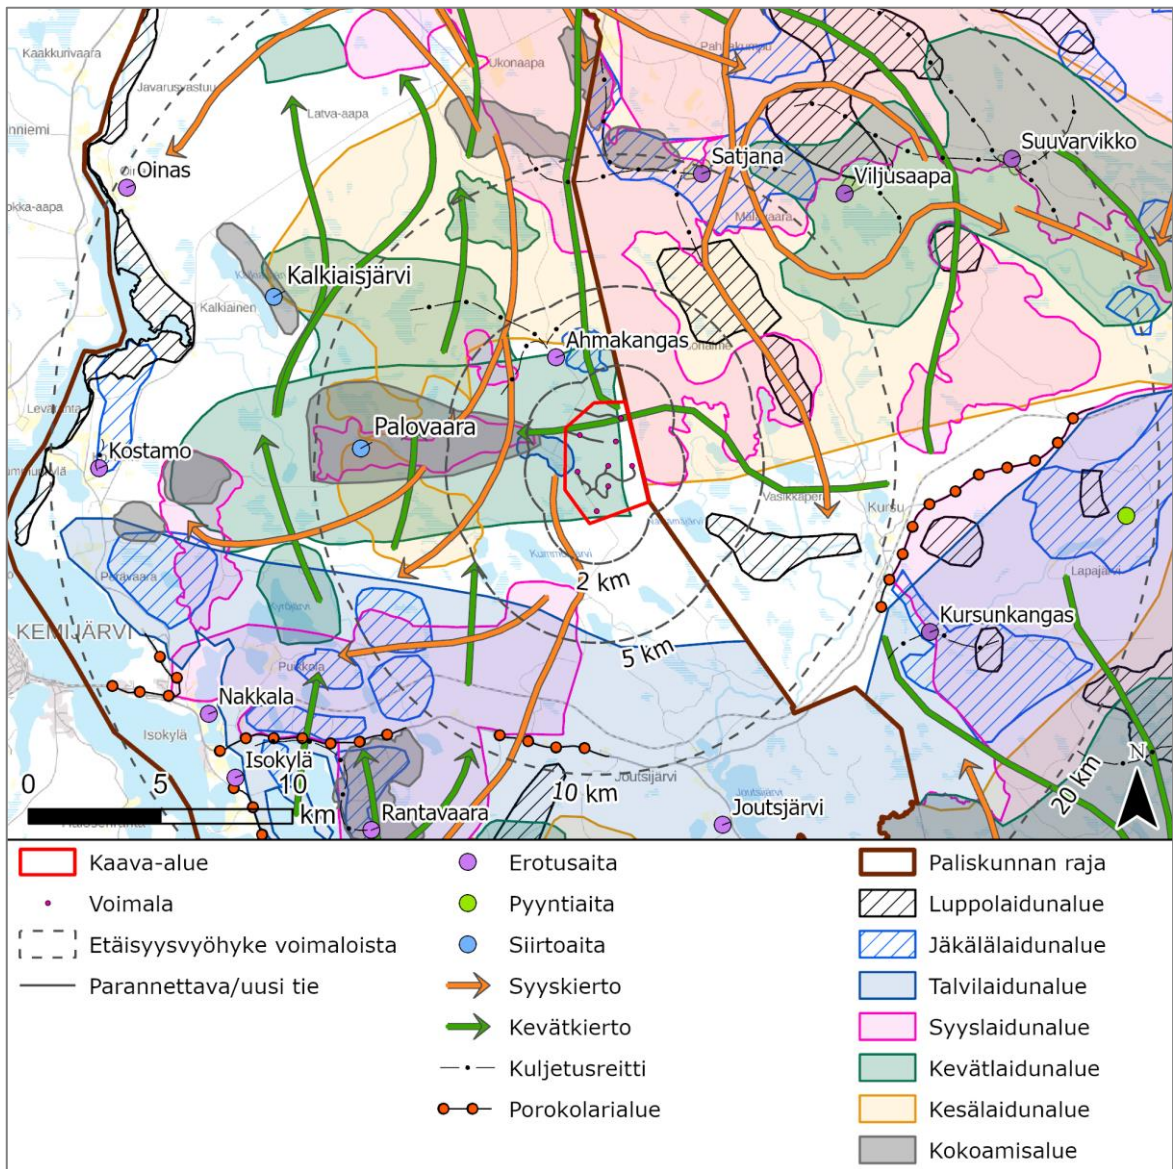 Kaakkurivaara
Ukonaapa
Javarusvastuu
Latva-aapa
Oinas
Satjana
Suuvarvikko
Viljusaapa
Kalkiaisjärvi
Kalkiainen
Ahmakangas
Palovaara
Kostamo
Vasikkaperä
Kursu
2 km
Lapajärvi
KEMIJÄRVI
Kursunkangas
5 km
Nakkala
Isokylä
Isokylä
0 5 10
km
Rantavaara
10 km
Joutsijärvi
Joutsjärvi
20 km
N
Kaava-alue
Voimala
Etäisyysvyöhyke voimaloista
Parannettava/uusi tie
Erotusaita
Pyyntiaita
Siirtoaita
Syyskierto
Kevätkierto
Kuljetusreitti
Porokolarialue
Paliskunnan raja
Luppolaidunalue
Jäkälälaidunalue
Talvilaidunalue
Syyslaidunalue
Kevätlaidunalue
Kesälaidunalue
Kokoamisalue